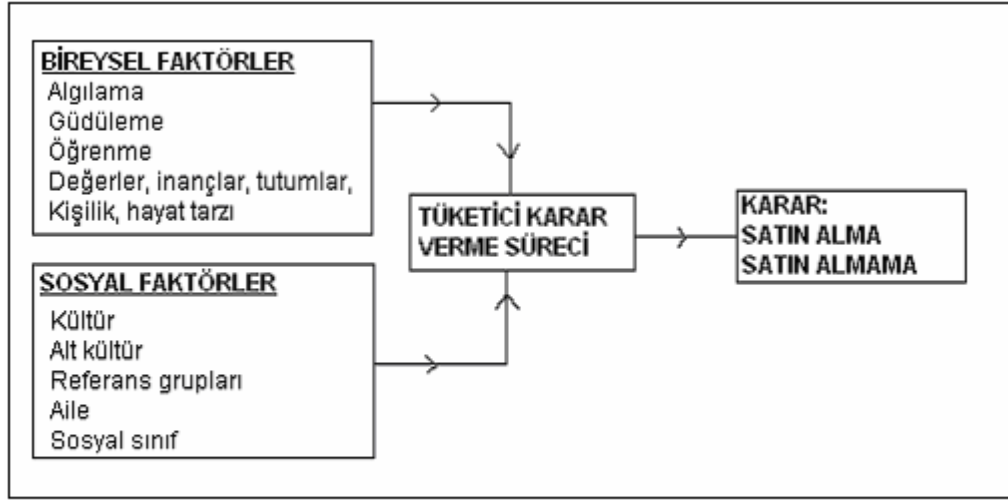 BİREYSEL FAKTÖRLER
Algılama
Güdüleme
Öğrenme
Değerler, inançlar, tutumlar,
Kişilik, hayat tarzı
SOSYAL FAKTÖRLER
Kültür
Alt kültür
Referans grupları
Aile
Sosyal sınıf
TÜKETİCİ KARAR
VERME SÜRECİ
KARAR:
SATIN ALMA
SATIN ALMAMA